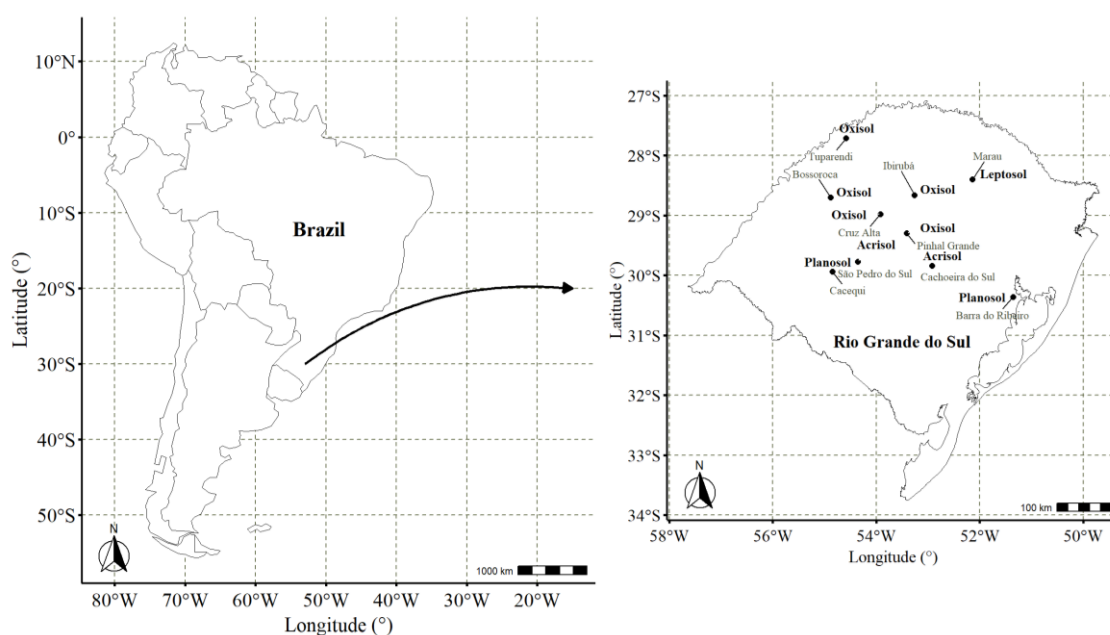 10°N
0°
10°S
20°S
30°S
40°S
50°S
Latitude (°)
Brazil
N
1000 km
80°W 70°W 60°W 50°W 40°W 30°W 20°W
Longitude (°)
27°S
28°S
29°S
30°S
31°S
32°S
33°S
34°S
Latitude (°)
Oxisol
Tuparendi
Bossoroca
Ibirubá
Marau
Leptosol
Oxisol
Oxisol
Oxisol
Cruz Alta
Oxisol
Pinhal Grande
Acrisol
Acrisol
Planosol
São Pedro do Sul
Cachoeira do Sul
Cacequi
Planosol
Barra do Ribeiro
Rio Grande do Sul
N
100 km
58°W 56°W 54°W 52°W 50°W
Longitude (°)